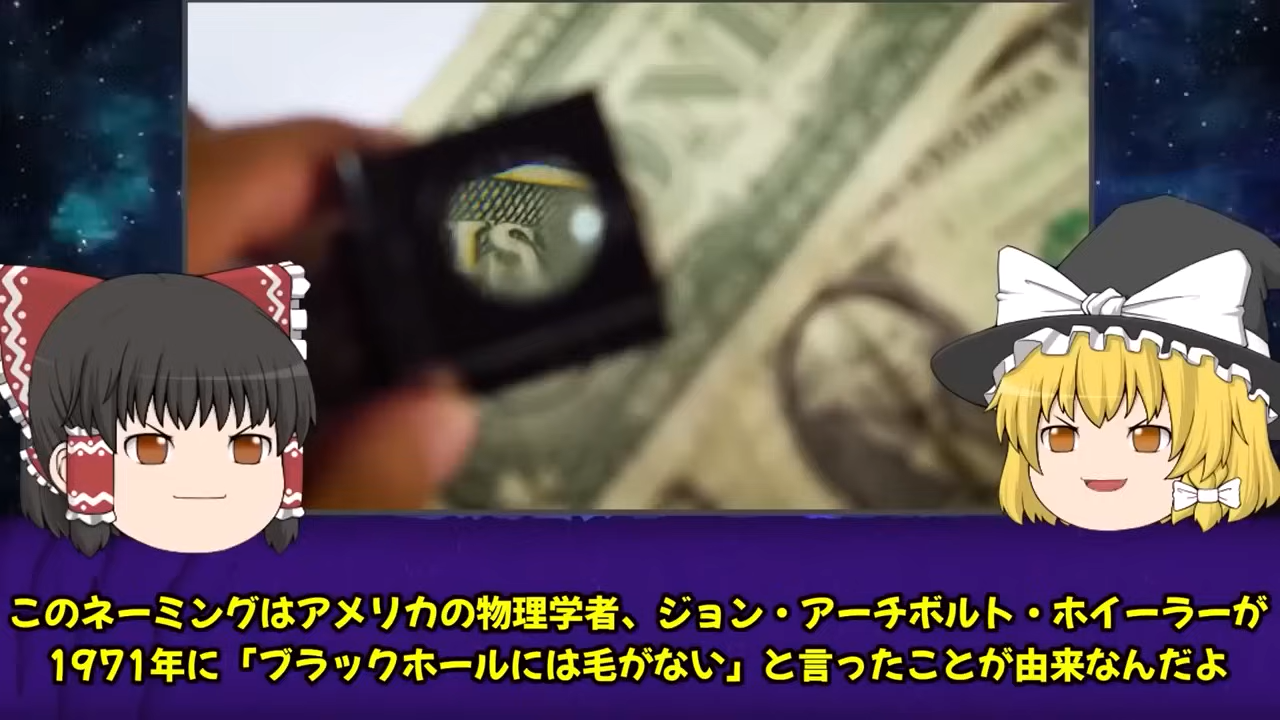 このネーミングはアメリカの物理学者、ジョン・アーチボルト・ホイーラーが
1971年に「ブラックホールには毛がない」と言ったことが由来なんだよ